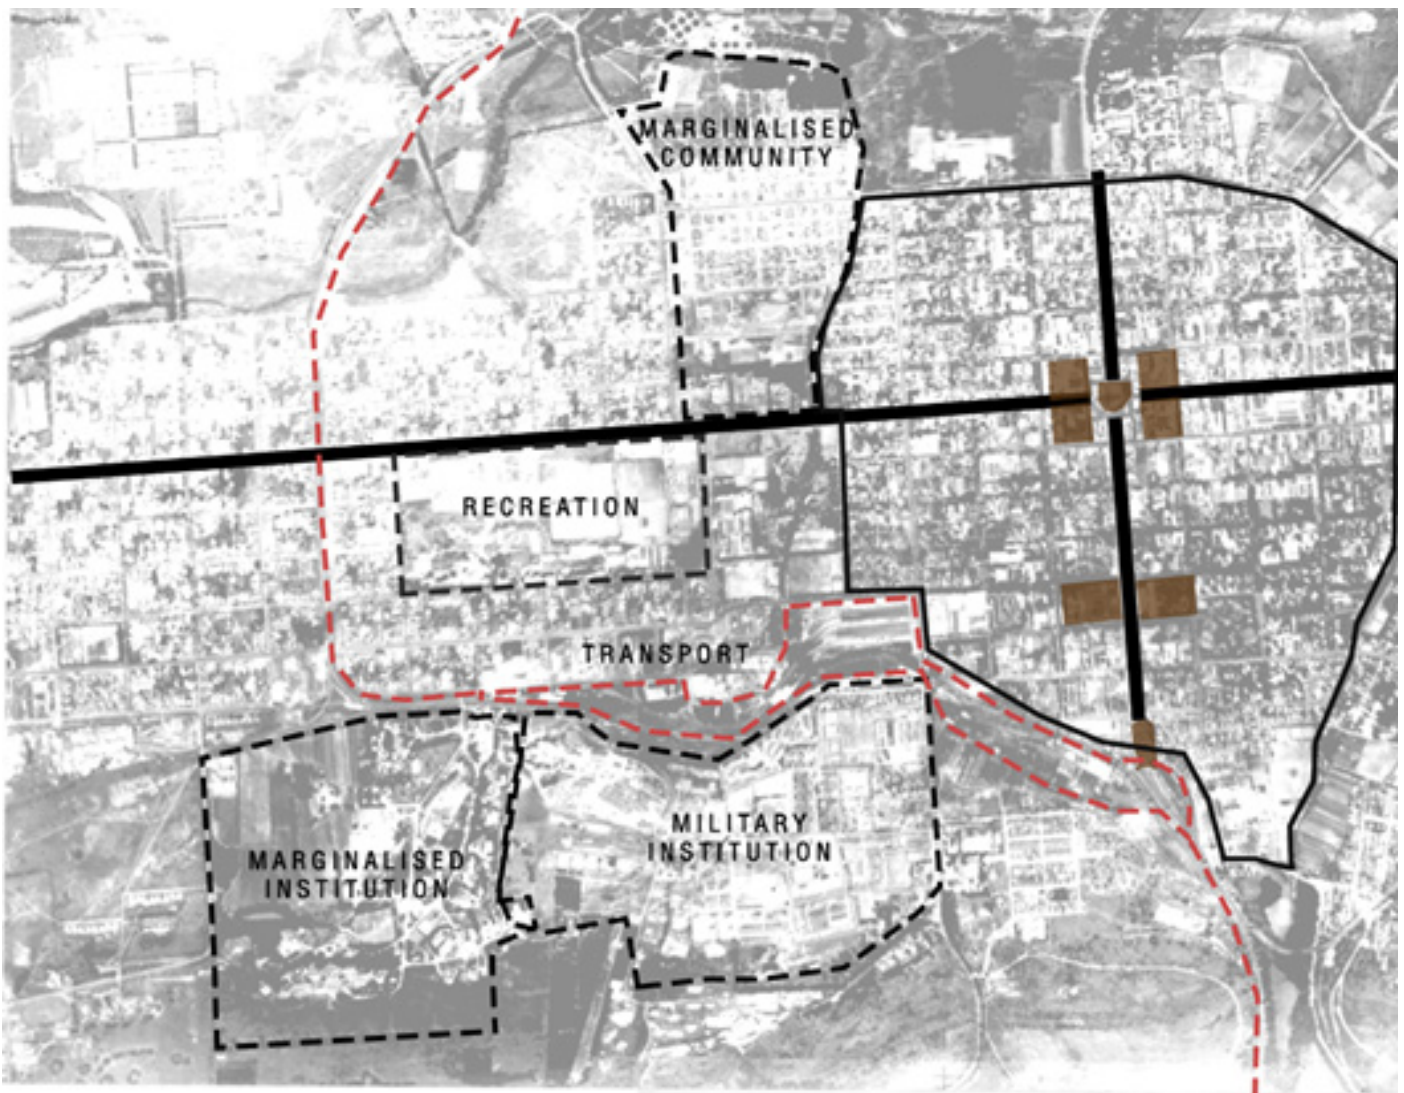 MARGINALISED
COMMUNITY
RECREATION
TRANSPORT
MILITARY
INSTITUTION
MARGINALISED
INSTITUTION